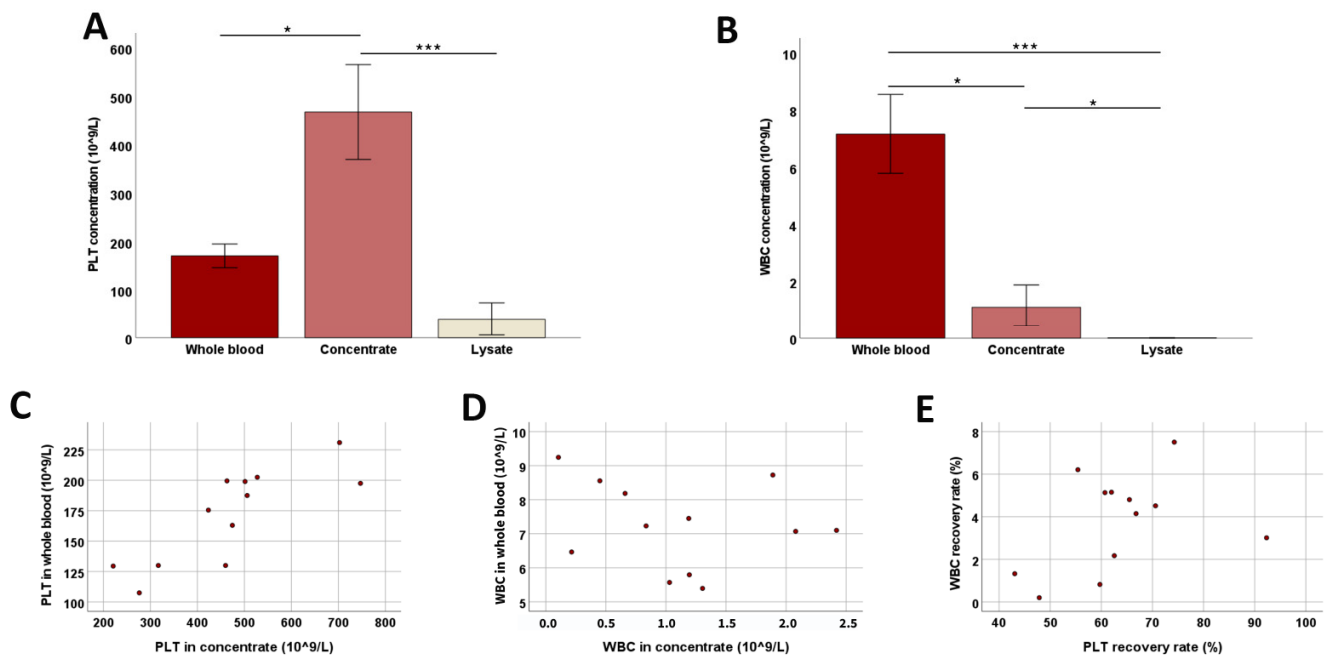 A
PLT concentration (10^9/L)
600
500
400
300
200
100
0
*
***
Whole blood Concentrate Lysate
B
WBC concentration (10^9/L)
10
8
6
4
2
0
***
*
*
Whole blood Concentrate Lysate
C
PLT in whole blood (10^9/L)
225
200
175
150
125
100
200 300 400 500 600 700 800
PLT in concentrate (10^9/L)
D
WBC in whole blood (10^9/L)
10
9
8
7
6
5
0.0 0.5 1.0 1.5 2.0 2.5
WBC in concentrate (10^9/L)
E
WBC recovery rate (%)
8
6
4
2
0
40 50 60 70 80 90 100
PLT recovery rate (%)